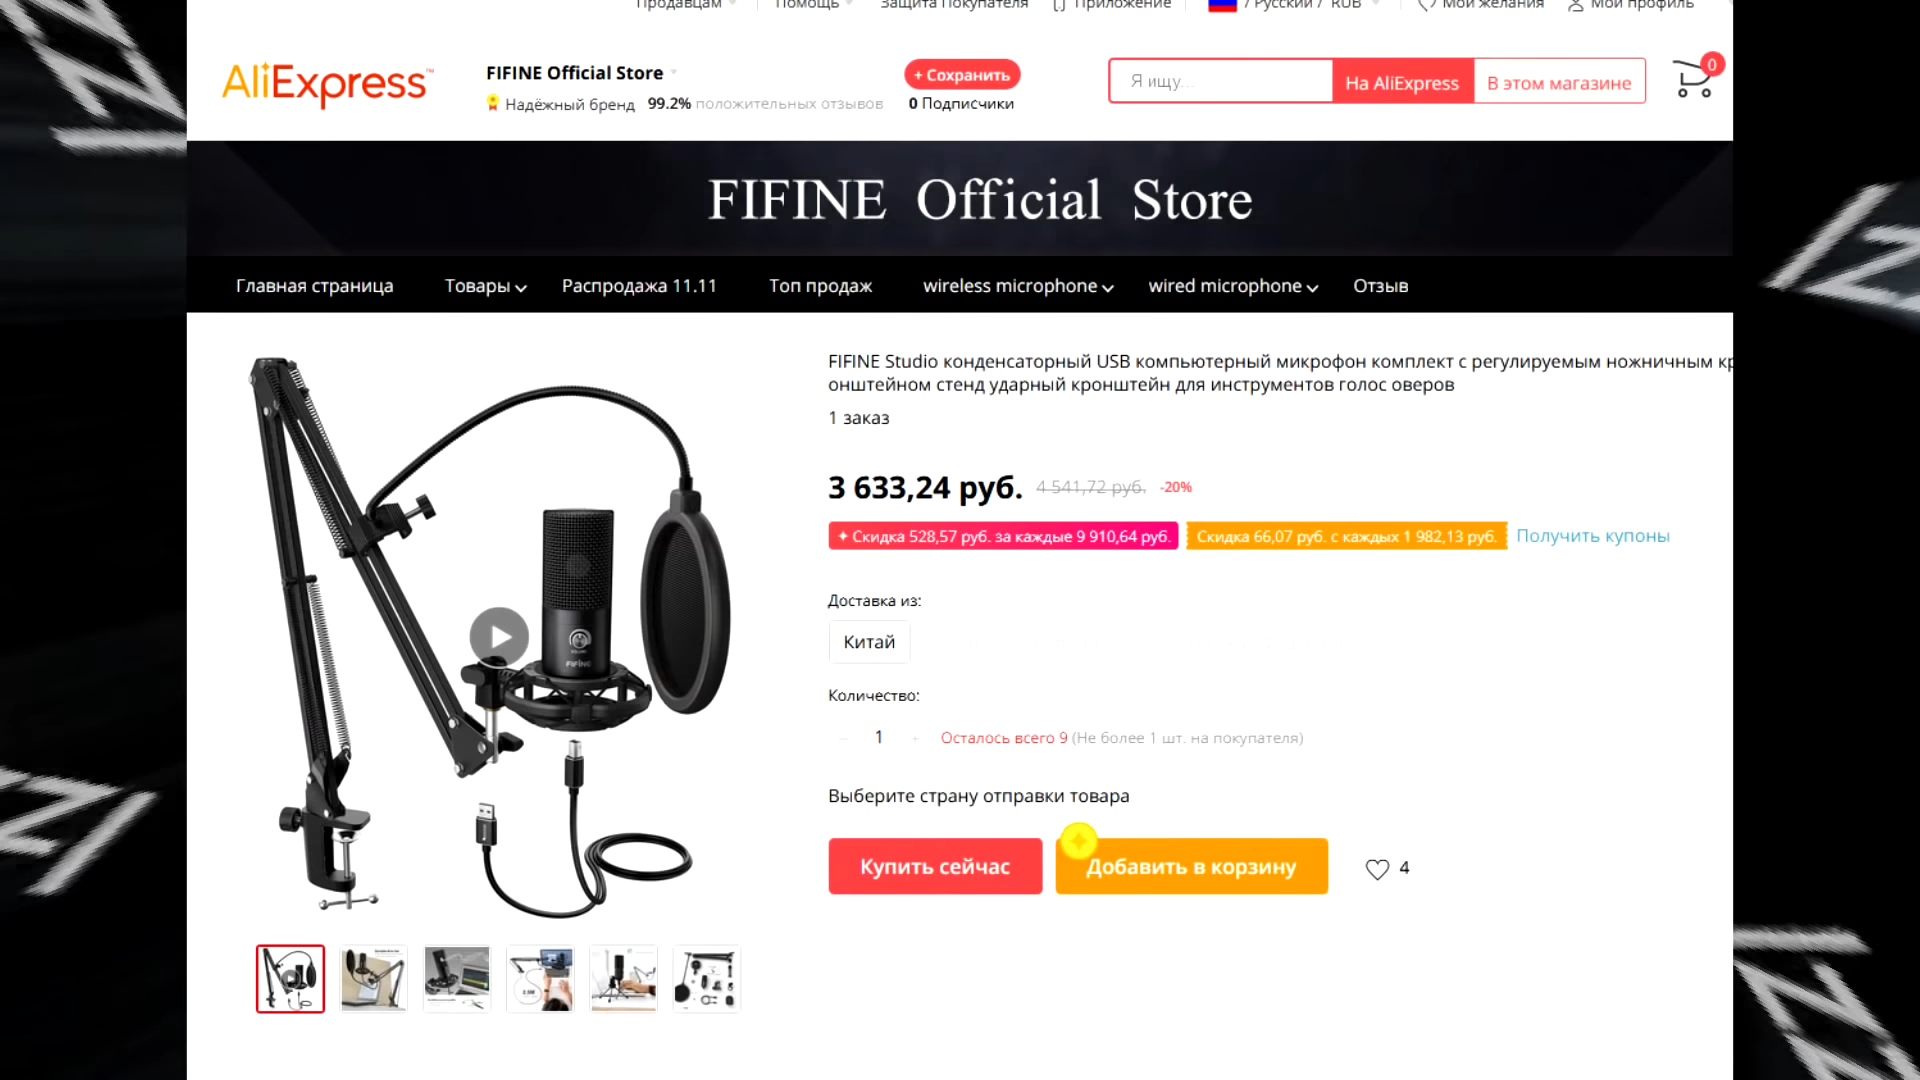 Продавцам
Помощь
Защита Покупателя
Приложение
/ Русский / RUB
Мои желания
Мой профиль
AliExpress™
FIFINE Official Store
+ Сохранить
Надёжный бренд 99.2% положительных отзывов
0 Подписчики
Я ищу...
На AliExpress
В этом магазине
0
FIFINE Official Store
Главная страница
Товары
Распродажа 11.11
Топ продаж
wireless microphone
wired microphone
Отзыв
FIFINE Studio конденсаторный USB компьютерный микрофон комплект с регулируемым ножничным кр
онштейном стенд ударный кронштейн для инструментов голос оверов
1 заказ
3 633,24 руб. 4 541,72 руб. -20%
Скидка 528,57 руб. за каждые 9 910,64 руб.
Скидка 66,07 руб. с каждых 1 982,13 руб.
Получить купоны
Доставка из:
Китай
Количество:
1
Осталось всего 9 (Не более 1 шт. на покупателя)
Выберите страну отправки товара
Купить сейчас
Добавить в корзину
4
FIFINE